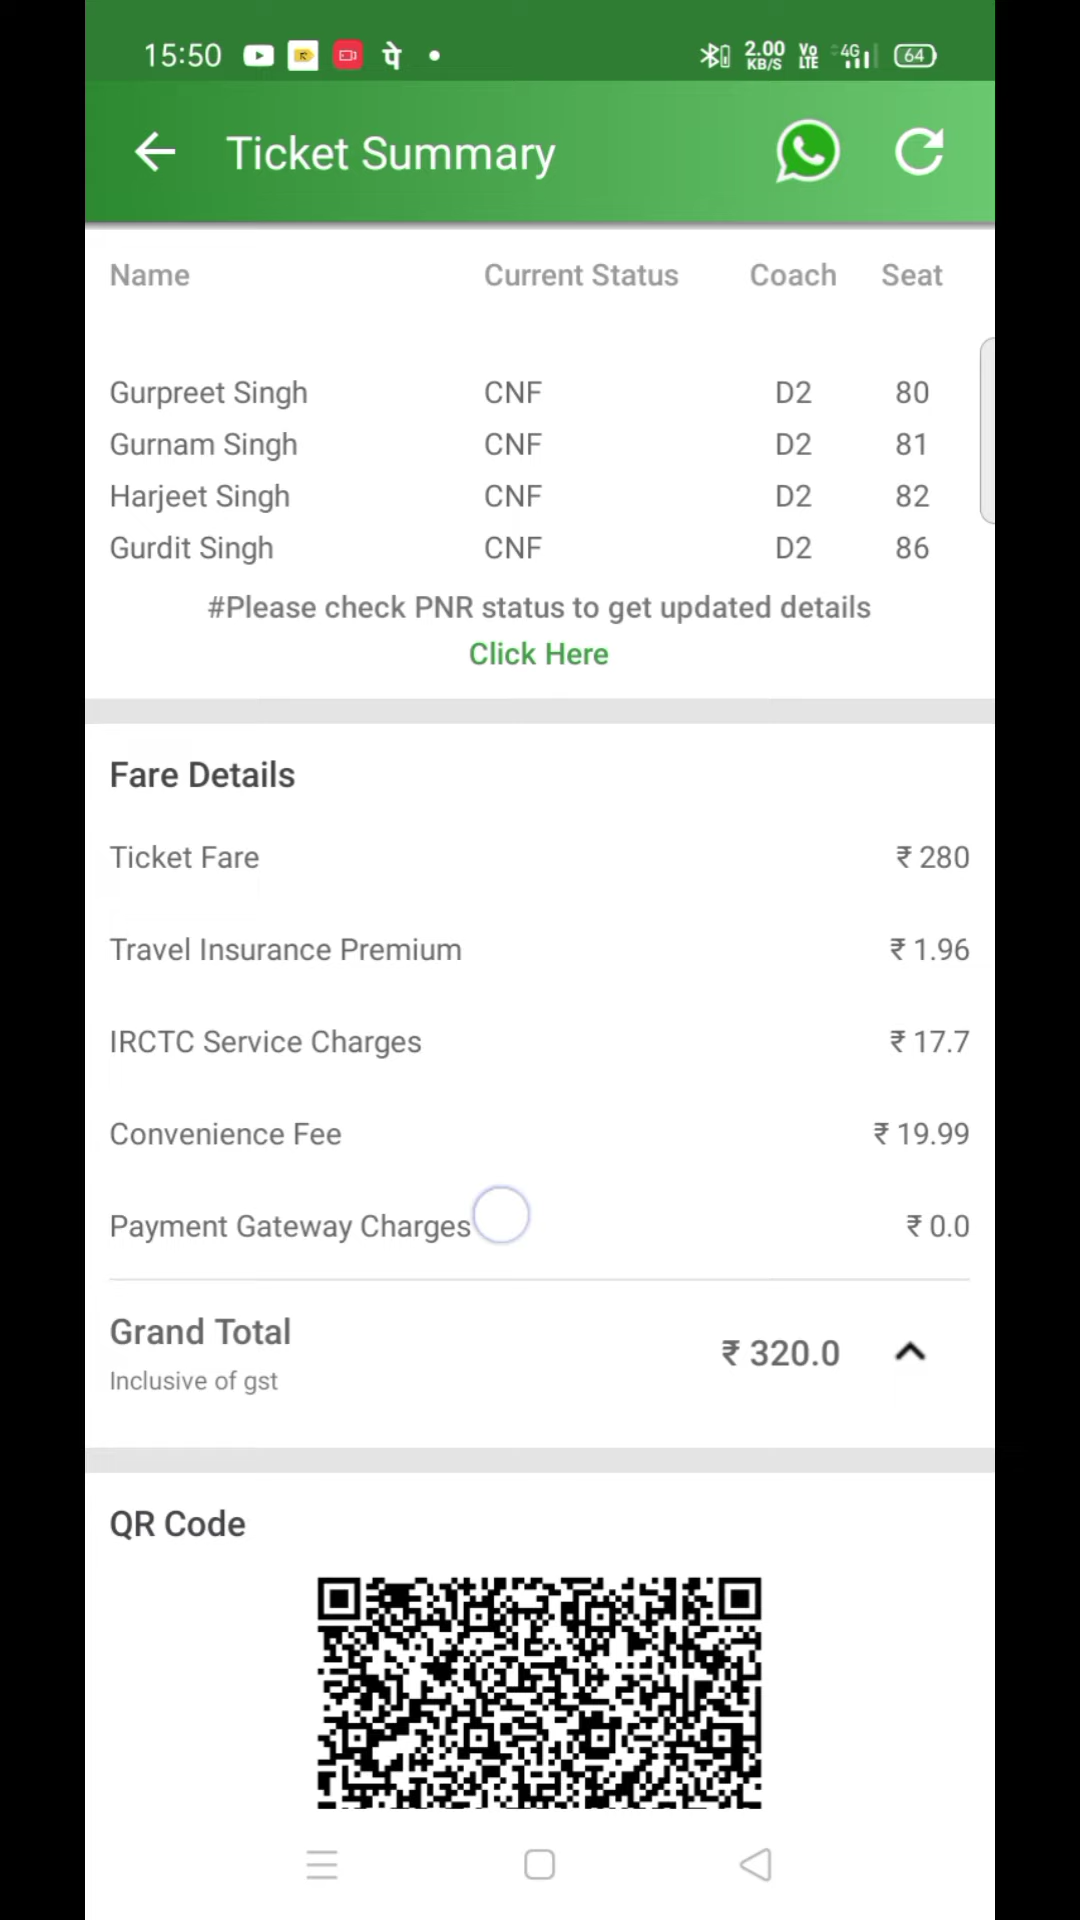 15:50 पे 2.00 KB/S Vo LTE 4G 64
Ticket Summary
Name Current Status Coach Seat
Gurpreet Singh CNF D2 80
Gurnam Singh CNF D2 81
Harjeet Singh CNF D2 82
Gurdit Singh CNF D2 86
#Please check PNR status to get updated details
Click Here
Fare Details
Ticket Fare ₹ 280
Travel Insurance Premium ₹ 1.96
IRCTC Service Charges ₹ 17.7
Convenience Fee ₹ 19.99
Payment Gateway Charges ₹ 0.0
Grand Total ₹ 320.0
Inclusive of gst
QR Code